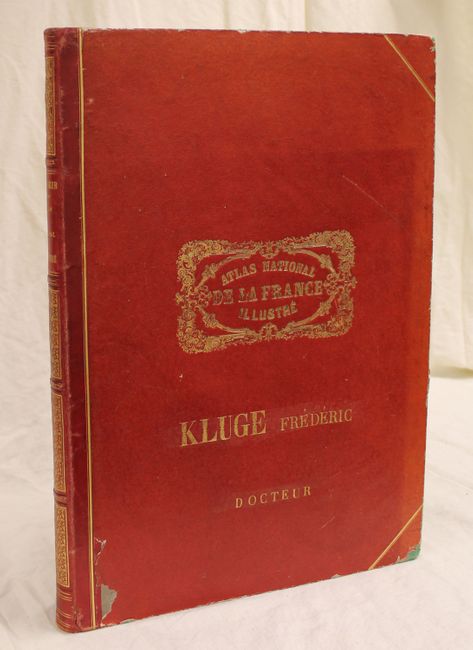 ATLAS NATIONAL
DE LA FRANCE
ILLUSTRÉ
KLUGE FRÉDÉRIC
DOCTEUR